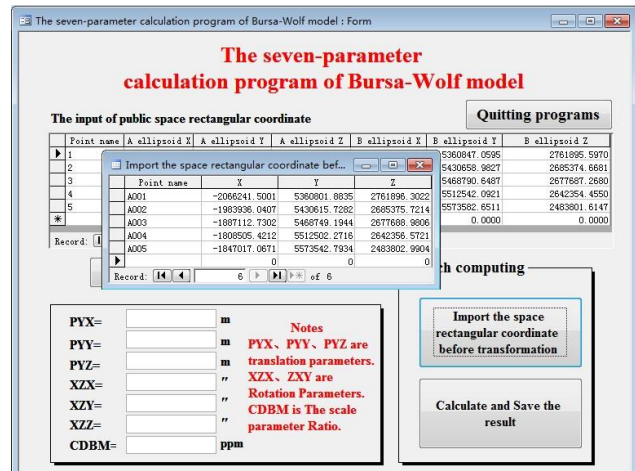 The seven-parameter calculation program of Bursa-Wolf model : Form
The seven-parameter
calculation program of Bursa-Wolf model
The input of public space rectangular coordinate
Quitting programs
Point name A ellipsoid X A ellipsoid Y A ellipsoid Z B ellipsoid X B ellipsoid Y B ellipsoid Z
1 5360847.0595 2761895.5970
2 5430658.9827 2685374.6681
3 5468790.6487 2677687.2680
4 5512542.0921 2642354.4550
5 5573582.6511 2483801.6147
0.0000 0.0000
Record:
Import the space rectangular coordinate bef...
Point name X Y Z
A001 -2066241.5001 5360801.8835 2761896.3022
A002 -1983936.0407 5430615.7282 2685375.7214
A003 -1887112.7302 5468749.1944 2677688.9806
A004 -1808505.4212 5512502.2716 2642356.5721
A005 -1847017.0671 5573542.7934 2483802.9904
0 0 0
Record: 6 of 6
ch computing
PYX= m
PYY= m
PYZ= m
XZX= "
XZY= "
XZZ= "
CDBM= ppm
Notes
PYX、PYY、PYZ are
translation parameters.
XZX、ZXY are
Rotation Parameters.
CDBM is The scale
parameter Ratio.
Import the space
rectangular coordinate
before transformation
Calculate and Save the
result